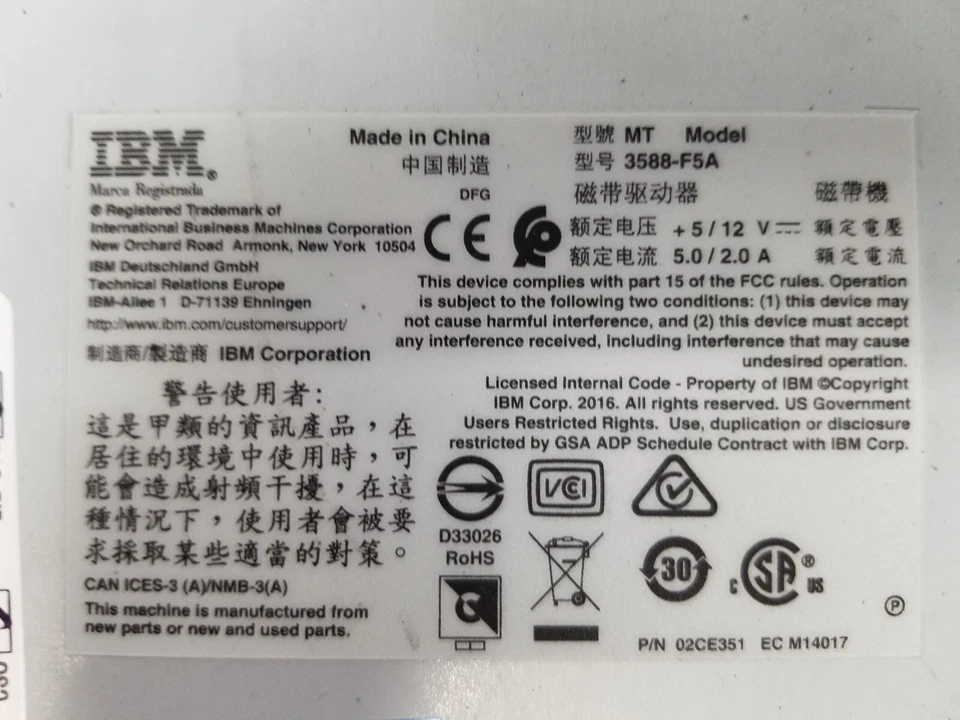 IBM®
Marca Registrada
® Registered Trademark of
International Business Machines Corporation
New Orchard Road Armonk, New York 10504
IBM Deutschland GmbH
Technical Relations Europe
IBM-Allee 1 D-71139 Ehningen
http://www.ibm.com/customersupport/
制造商/製造商 IBM Corporation
警告使用者:
這是甲類的資訊產品,在
居住的環境中使用時,可
能會造成射頻干擾,在這
種情況下,使用者會被要
求採取某些適當的對策。
CAN ICES-3 (A)/NMB-3(A)
This machine is manufactured from
new parts or new and used parts.
Made in China
中国制造
DFG
CE
型號 MT Model
型号 3588-F5A
磁带驱动器 磁帶機
额定电压 +5/12 V 額定電壓
额定电流 5.0/2.0 A 額定電流
This device complies with part 15 of the FCC rules. Operation
is subject to the following two conditions: (1) this device may
not cause harmful interference, and (2) this device must accept
any interference received, including interference that may cause
undesired operation.
Licensed Internal Code - Property of IBM ©Copyright
IBM Corp. 2016. All rights reserved. US Government
Users Restricted Rights. Use, duplication or disclosure
restricted by GSA ADP Schedule Contract with IBM Corp.
VCI
D33026
RoHS
30
C SA® US
P
P/N 02CE351 EC M14017